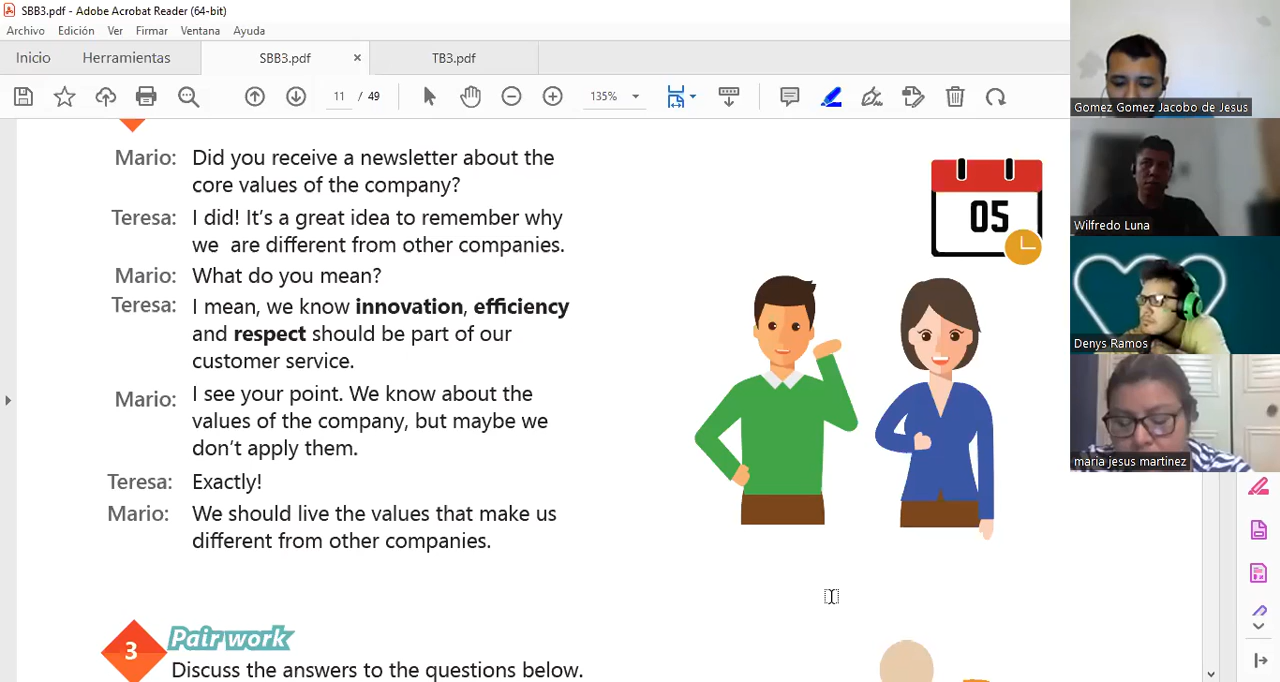 SBB3.pdf - Adobe Acrobat Reader (64-bit)
Archivo Edición Ver Firmar Ventana Ayuda
Inicio Herramientas SBB3.pdf × TB3.pdf
11 / 49 135%
Mario: Did you receive a newsletter about the
core values of the company?
Teresa: I did! It's a great idea to remember why
we are different from other companies.
Mario: What do you mean?
Teresa: I mean, we know innovation, efficiency
and respect should be part of our
customer service.
Mario: I see your point. We know about the
values of the company, but maybe we
don't apply them.
Teresa: Exactly!
Mario: We should live the values that make us
different from other companies.
05
3 Pair work
Discuss the answers to the questions below.
Gomez Gomez Jacobo de Jesus
Wilfredo Luna
Denys Ramos
maria jesus martinez